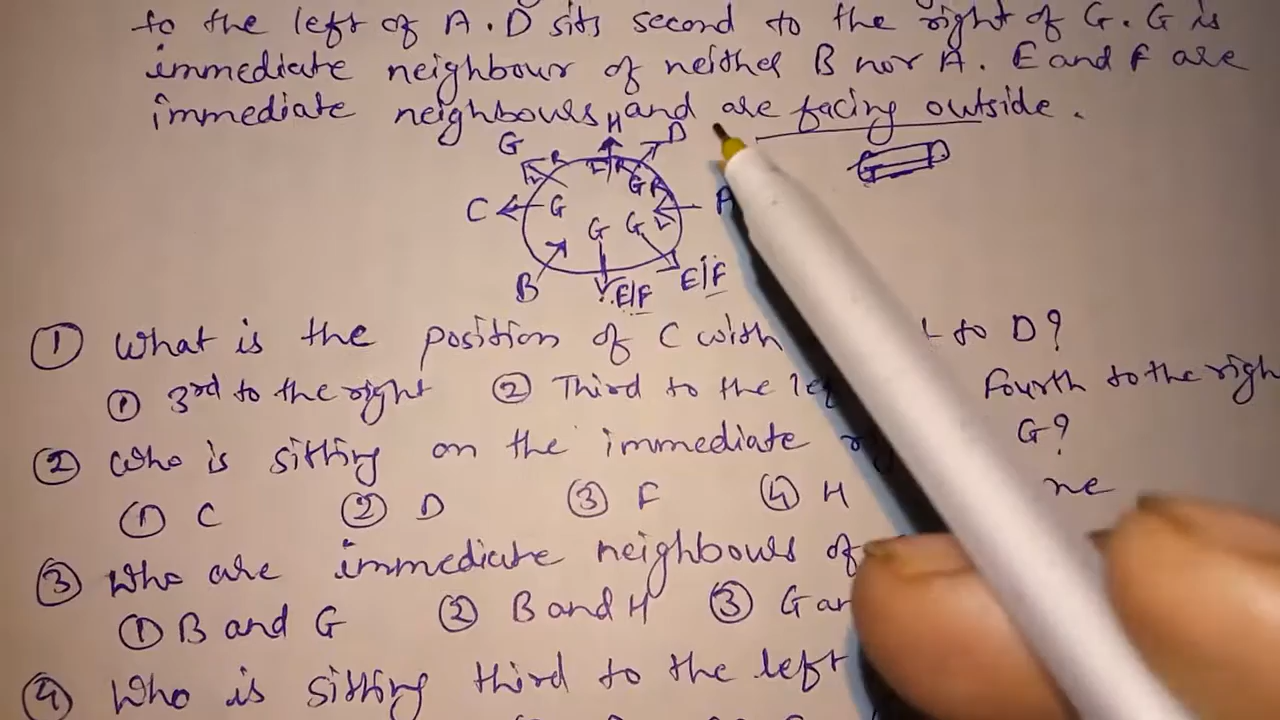 to the left of A. D sits second to the right of G. G is
immediate neighbour of neither B nor A. E and F are
immediate neighbours and are facing outside.
G H D
G D
C G A
G G
B E/F E/F
① What is the position of C with to D?
① 3rd to the right ② Third to the Fourth to the righ
② Who is sitting on the immediate G?
① C ② D ③ F ④ H ne
③ Who are immediate neighbours of
① B and G ② B and H ③ G
④ Who is sitting third to the left